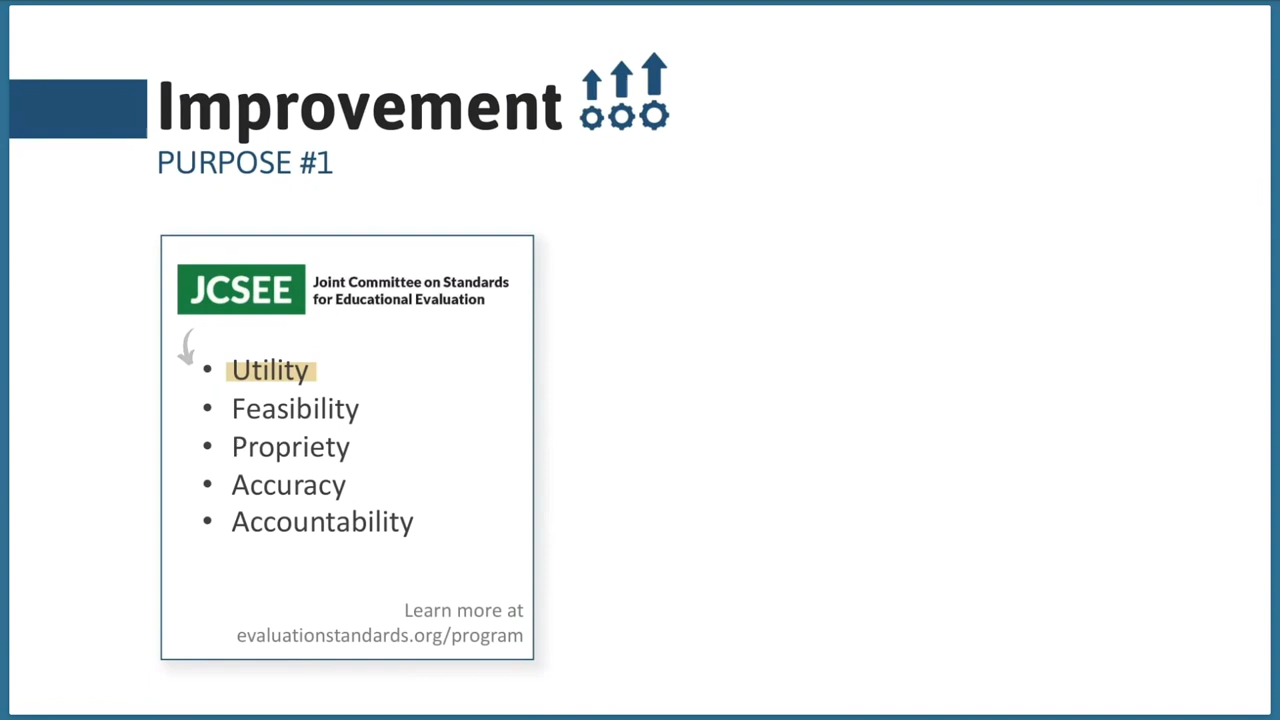 Improvement
PURPOSE #1
JCSEE
Joint Committee on Standards
for Educational Evaluation
• Utility
• Feasibility
• Propriety
• Accuracy
• Accountability
Learn more at
evaluationstandards.org/program